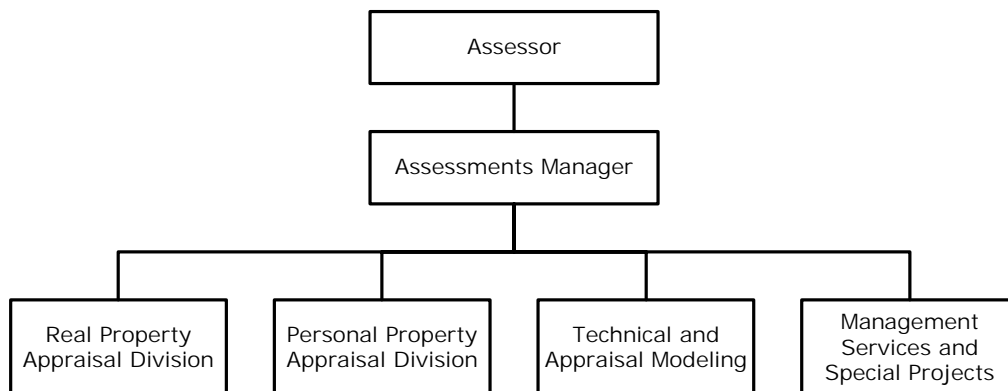 Assessor
Assessments Manager
Real Property
Appraisal Division
Personal Property
Appraisal Division
Technical and
Appraisal Modeling
Management
Services and
Special Projects